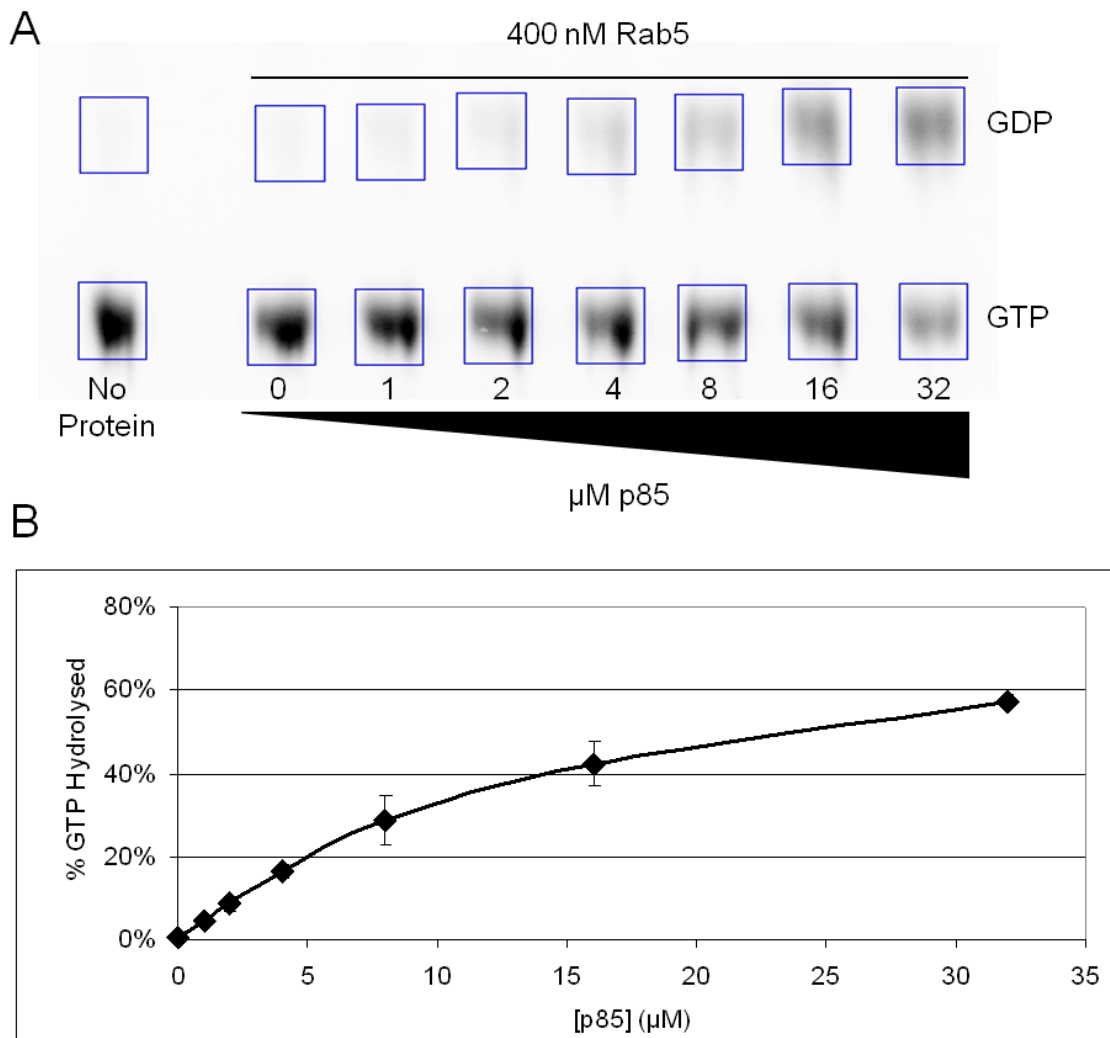 A
400 nM Rab5
GDP
GTP
No
Protein
0 1 2 4 8 16 32
µM p85
B
80%
60%
40%
20%
0%
% GTP Hydrolysed
0 5 10 15 20 25 30 35
[p85] (µM)